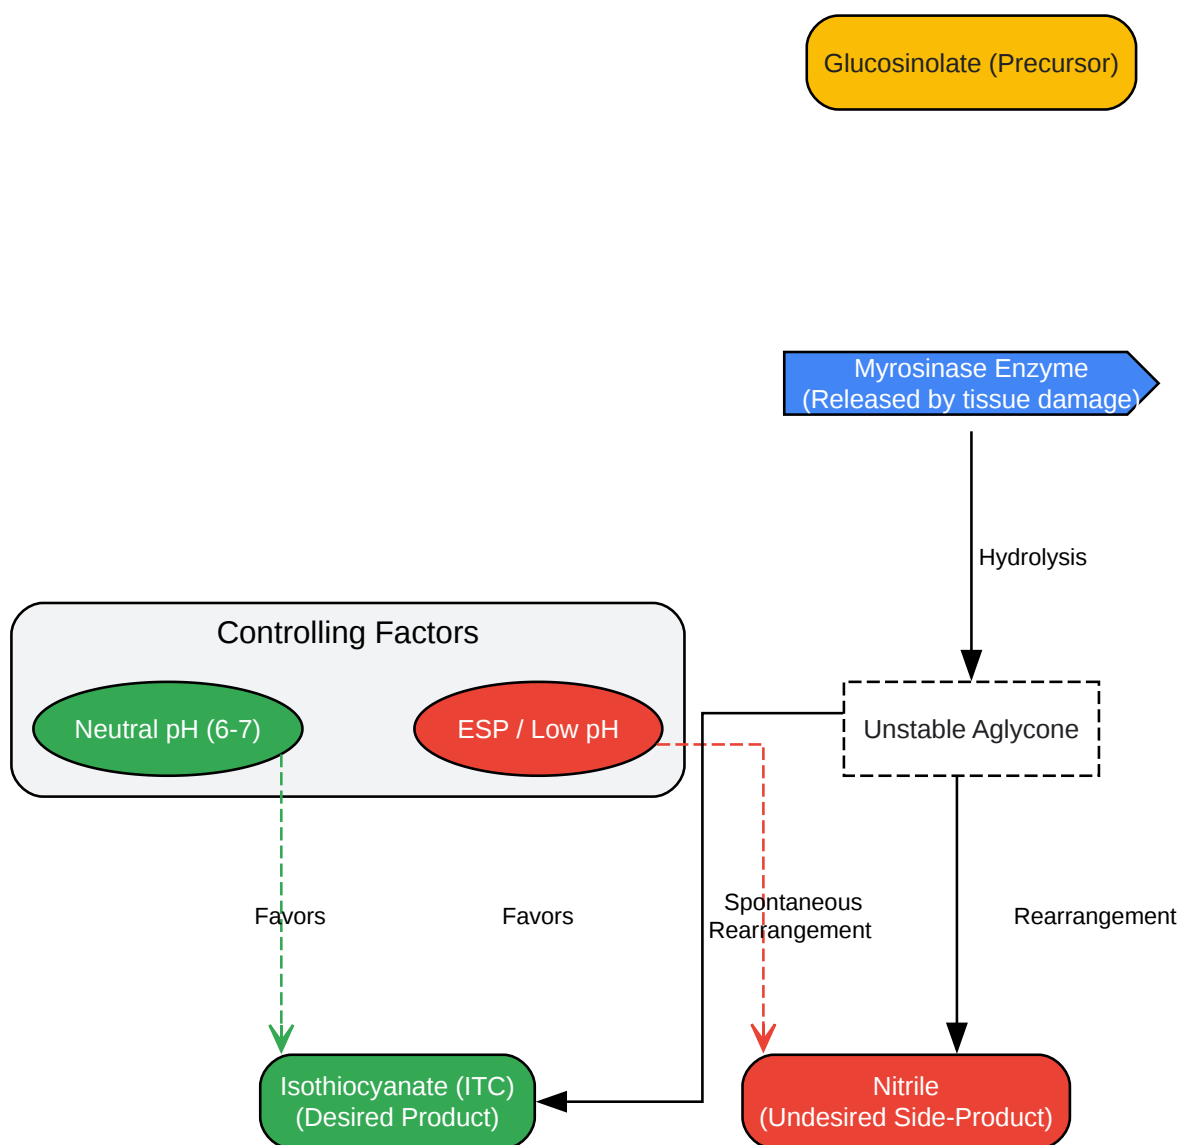 Glucosinolate (Precursor)
Myrosinase Enzyme
(Released by tissue damage)
Hydrolysis
Controlling Factors
Neutral pH (6-7)
ESP / Low pH
Unstable Aglycone
Favors
Favors
Spontaneous
Rearrangement
Rearrangement
Isothiocyanate (ITC)
(Desired Product)
Nitrile
(Undesired Side-Product)